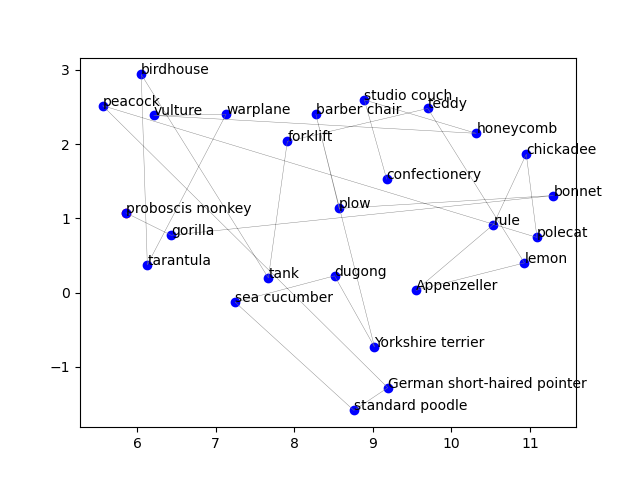 birdhouse
peacock
vulture
warplane
barber chair
studio couch
teddy
honeycomb
forklift
chickadee
confectionery
bonnet
proboscis monkey
plow
gorilla
rule
polecat
tarantula
tank
dugong
lemon
sea cucumber
Appenzeller
Yorkshire terrier
German short-haired pointer
standard poodle
3
2
1
0
−1
6 7 8 9 10 11